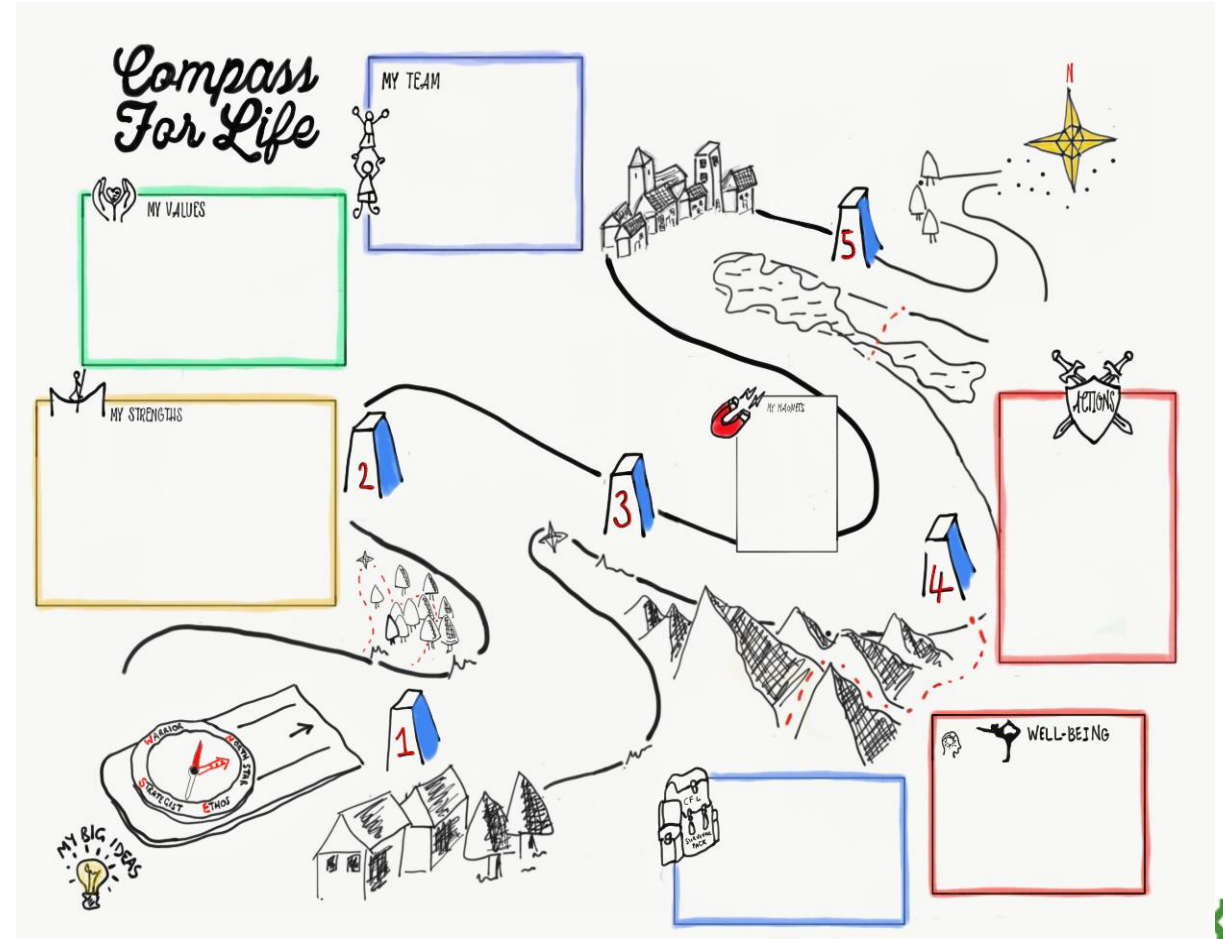 Compass
For Life
MY TEAM
N
MY VALUES
5
MY STRENGTHS
MY MAGNETS
ACTIONS
2
3
4
1
WELL-BEING
WARRIOR
NORTH STAR
STRATEGIST
ETHOS
CFL
SURVIVAL
PACK
MY BIG IDEAS